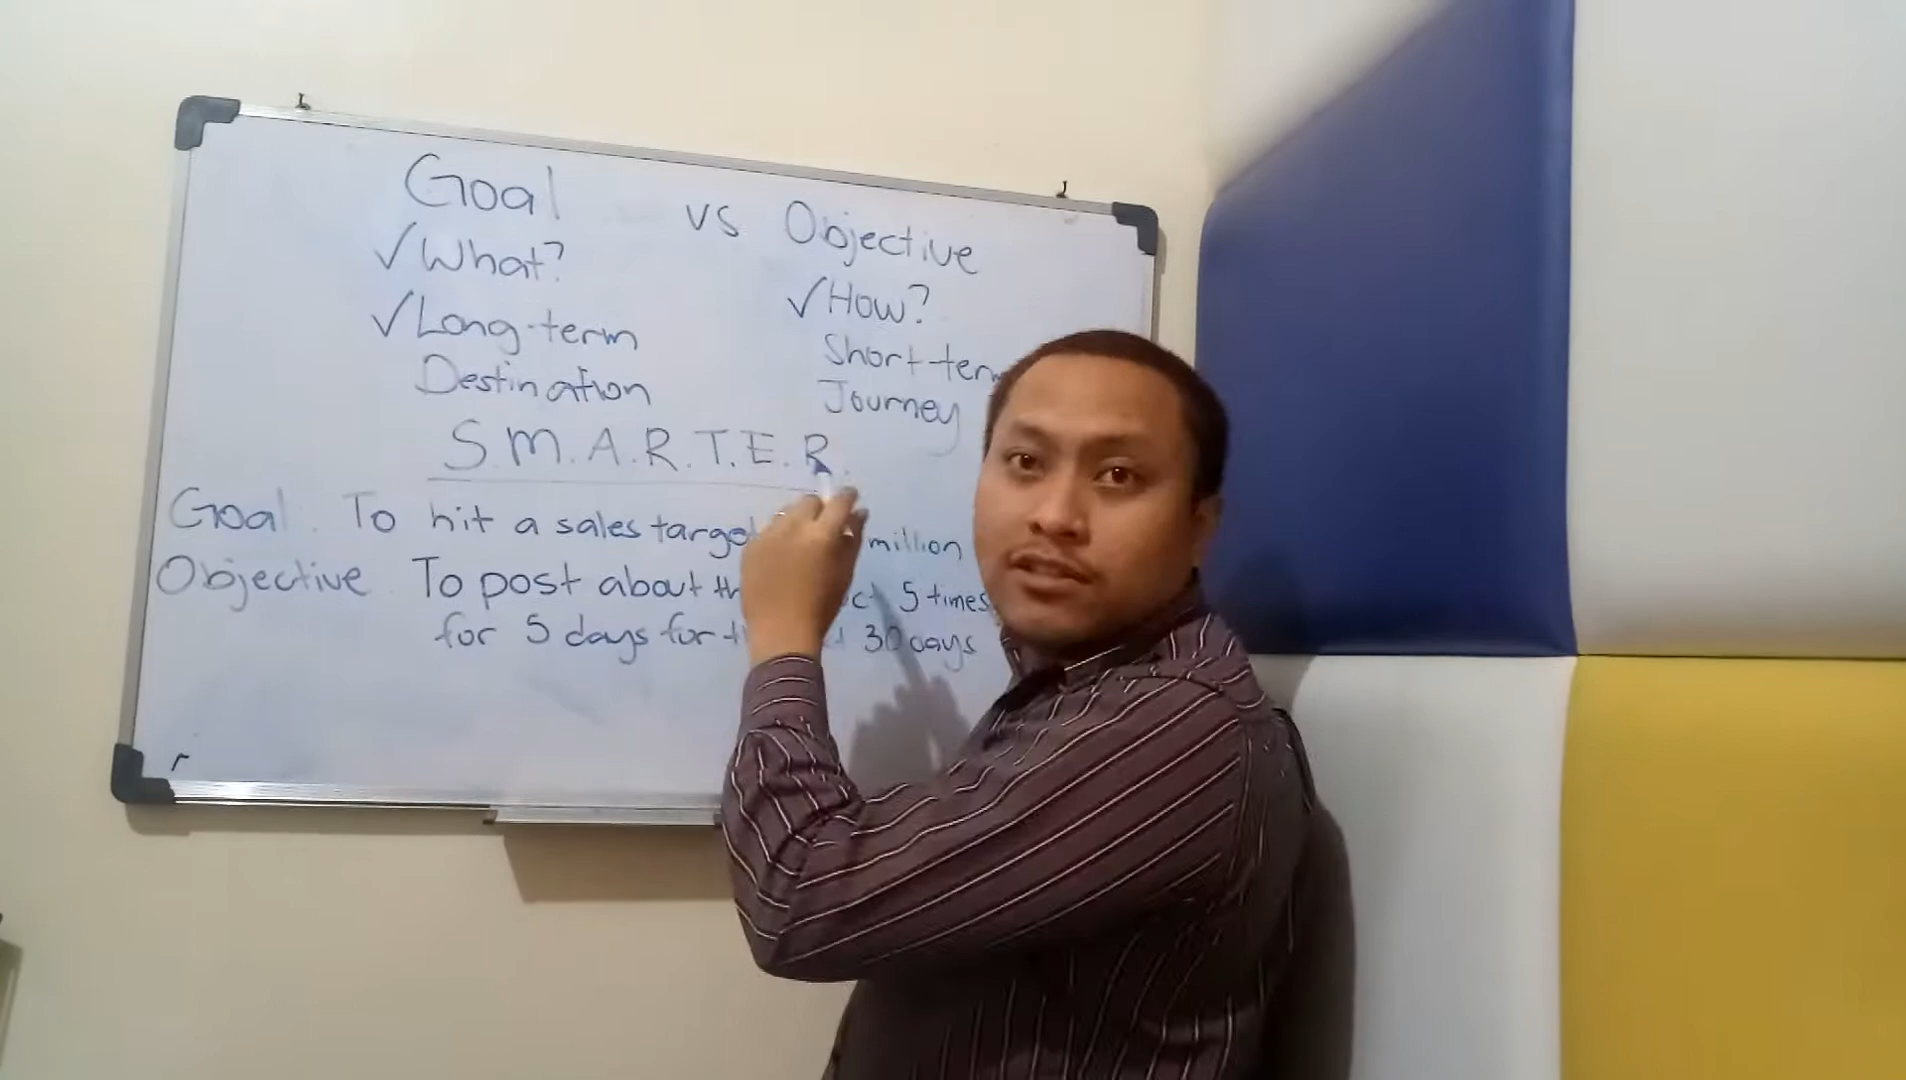 Goal vs Objective
✓What? ✓How?
✓Long-term Short-term
Destination Journey
S.M.A.R.T.E.R.
Goal. To hit a sales target million
Objective. To post about 5 times
for 5 days for 30 days